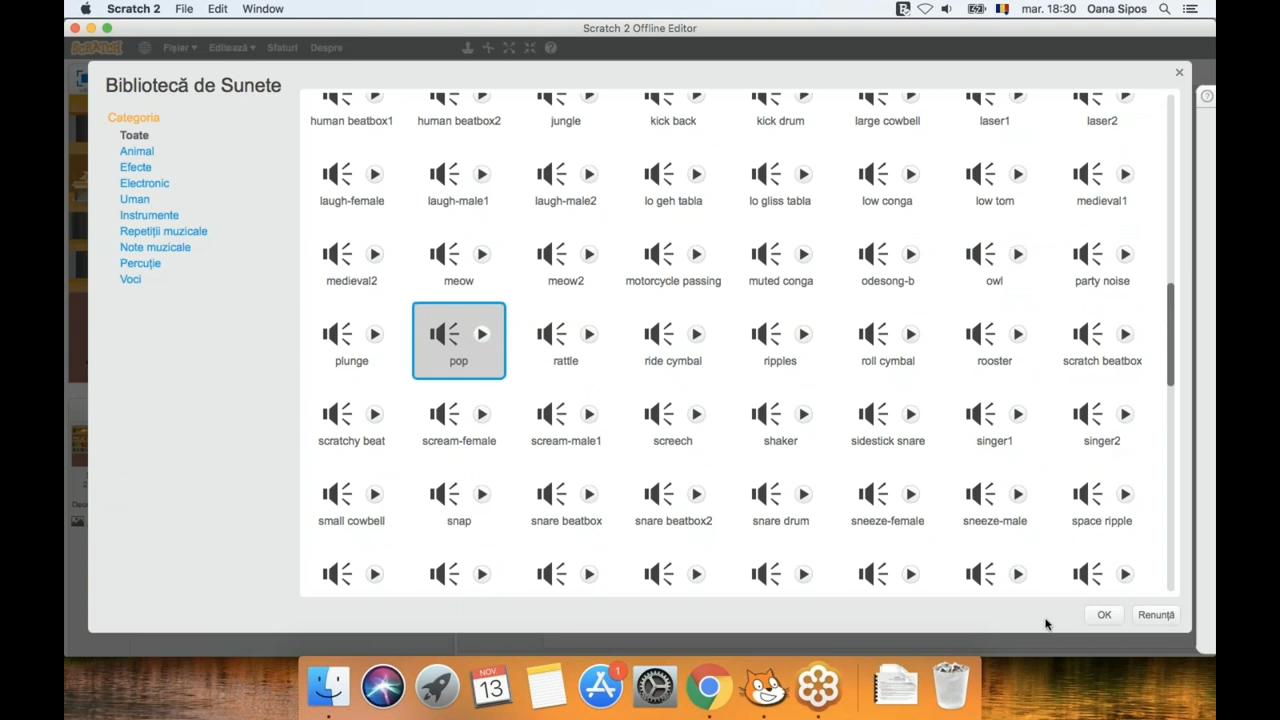 Scratch 2 File Edit Window mar. 18:30 Oana Sipos
Scratch 2 Offline Editor
SCRATCH Fișier Editează Sfaturi Despre
Bibliotecă de Sunete
Categoria
Toate
Animal
Efecte
Electronic
Uman
Instrumente
Repetiții muzicale
Note muzicale
Percuție
Voci
human beatbox1 human beatbox2 jungle kick back kick drum large cowbell laser1 laser2
laugh-female laugh-male1 laugh-male2 lo geh tabla lo gliss tabla low conga low tom medieval1
medieval2 meow meow2 motorcycle passing muted conga odesong-b owl party noise
plunge pop rattle ride cymbal ripples roll cymbal rooster scratch beatbox
scratchy beat scream-female scream-male1 screech shaker sidestick snare singer1 singer2
small cowbell snap snare beatbox snare beatbox2 snare drum sneeze-female sneeze-male space ripple
OK Renunță
NOV
13
1